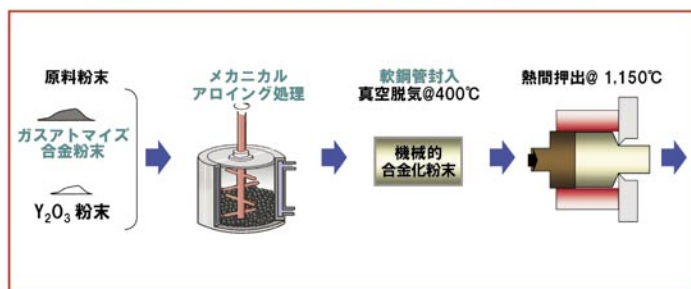 原料粉末
ガスアトマイズ
合金粉末
Y₂O₃ 粉末
メカニカル
アロイング処理
軟鋼管封入
真空脱気@400℃
機械的
合金化粉末
熱間押出@ 1,150℃